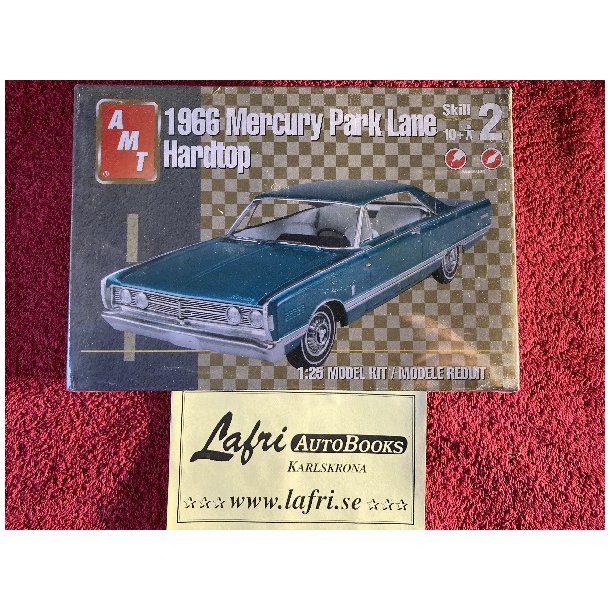 AMT
1966 Mercury Park Lane
Hardtop
Skill
2
1:25 MODEL KIT / MODELE REDUIT
Lafri AUTOBOOKS
KARLSKRONA
☆☆☆ www.lafri.se ☆☆☆